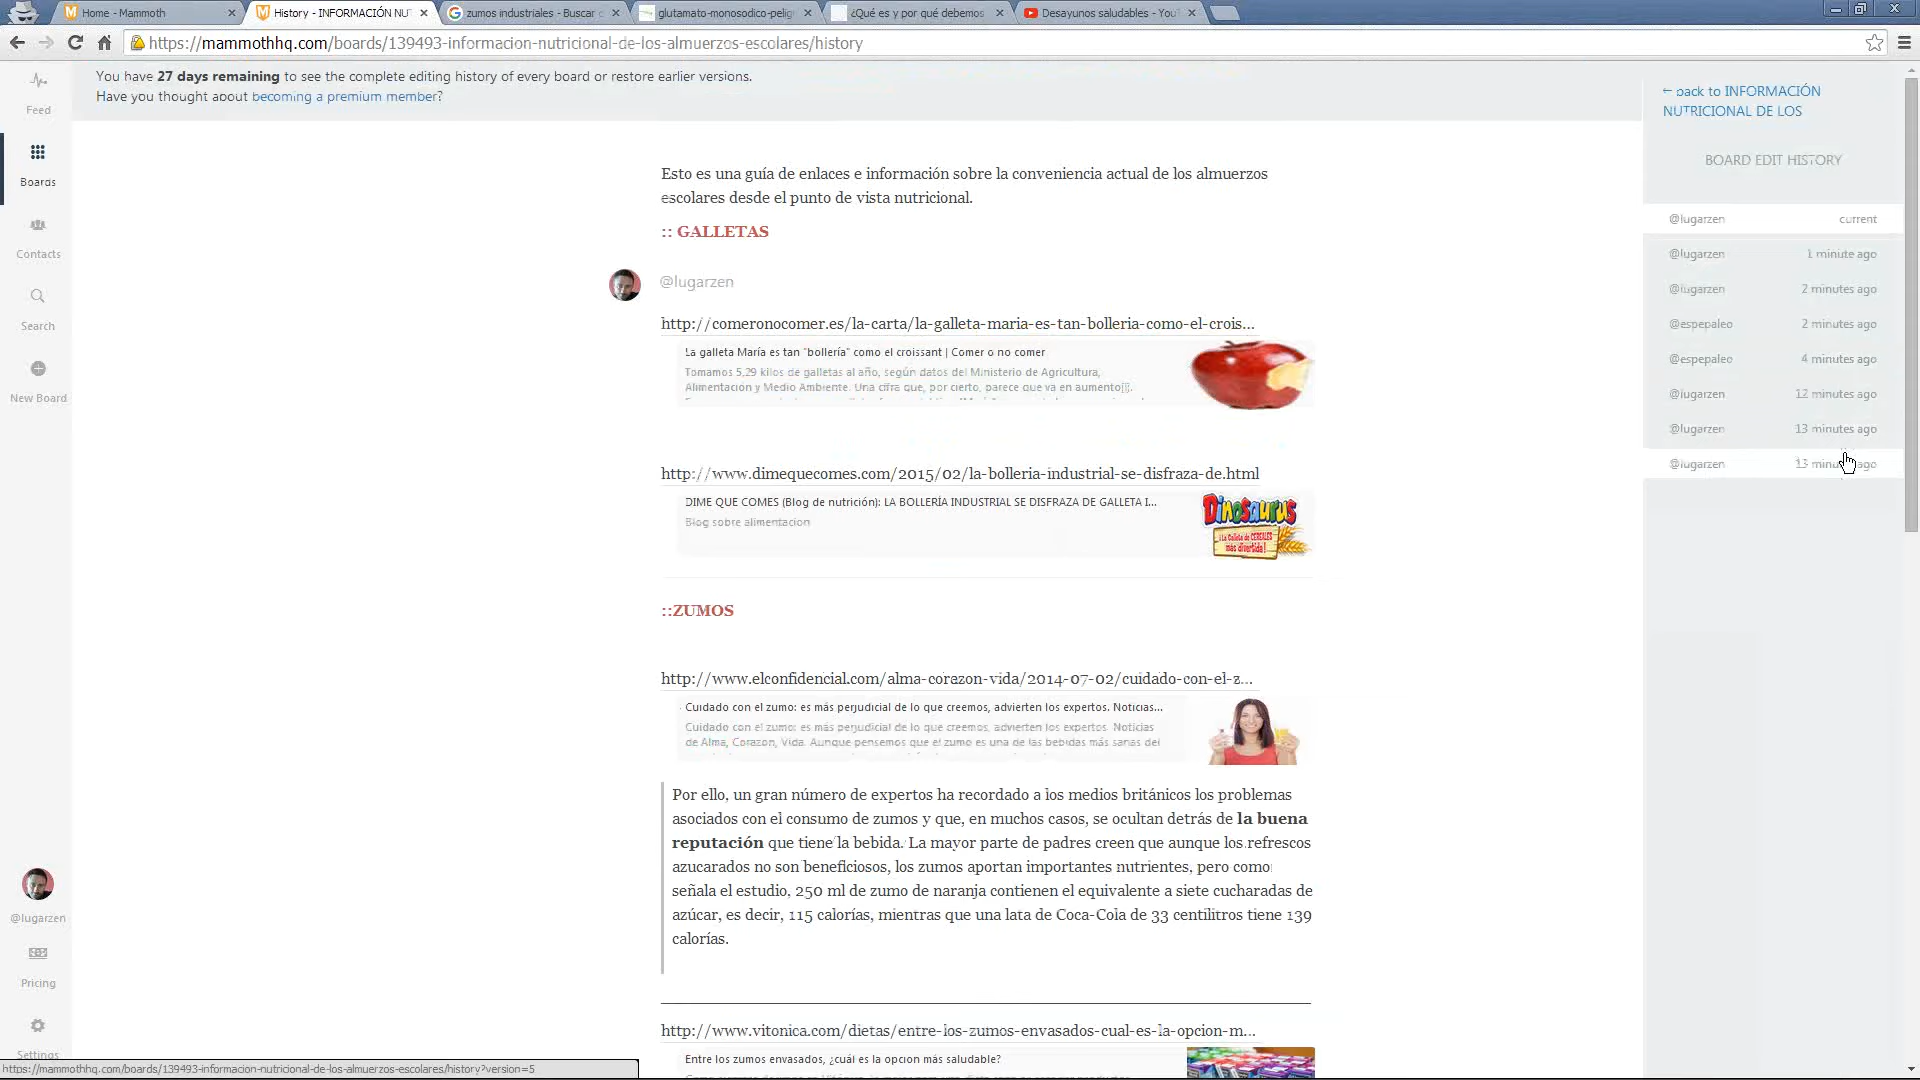 Home - Mammoth
History - INFORMACIÓN NUT
zumos industriales - Buscar c
glutamato-monosodico-pelig
¿Qué es y por qué debemos
Desayunos saludables - YouT
https://mammothhq.com/boards/139493-informacion-nutricional-de-los-almuerzos-escolares/history
You have 27 days remaining to see the complete editing history of every board or restore earlier versions.
Have you thought about becoming a premium member?
Feed
Boards
Contacts
Search
New Board
@lugarzen
Pricing
Settings
Esto es una guía de enlaces e información sobre la conveniencia actual de los almuerzos
escolares desde el punto de vista nutricional.
:: GALLETAS
@lugarzen
http://comeronocomer.es/la-carta/la-galleta-maria-es-tan-bolleria-como-el-crois...
La galleta María es tan "bollería" como el croissant | Comer o no comer
Tomamos 5,29 kilos de galletas al año, según datos del Ministerio de Agricultura,
Alimentación y Medio Ambiente. Una cifra que, por cierto, parece que va en aumento[i].
http://www.dimequecomes.com/2015/02/la-bolleria-industrial-se-disfraza-de.html
DIME QUE COMES (Blog de nutrición): LA BOLLERÍA INDUSTRIAL SE DISFRAZA DE GALLETA I...
Blog sobre alimentacion
Dinosaurus
¡La Galleta de CEREALES
más divertida!
::ZUMOS
http://www.elconfidencial.com/alma-corazon-vida/2014-07-02/cuidado-con-el-z...
Cuidado con el zumo: es más perjudicial de lo que creemos, advierten los expertos. Noticias...
Cuidado con el zumo: es más perjudicial de lo que creemos, advierten los expertos. Noticias
de Alma, Corazón, Vida. Aunque pensemos que el zumo es una de las bebidas más sanas del
Por ello, un gran número de expertos ha recordado a los medios británicos los problemas
asociados con el consumo de zumos y que, en muchos casos, se ocultan detrás de la buena
reputación que tiene la bebida. La mayor parte de padres creen que aunque los refrescos
azucarados no son beneficiosos, los zumos aportan importantes nutrientes, pero como
señala el estudio, 250 ml de zumo de naranja contienen el equivalente a siete cucharadas de
azúcar, es decir, 115 calorías, mientras que una lata de Coca-Cola de 33 centilitros tiene 139
calorías.
http://www.vitonica.com/dietas/entre-los-zumos-envasados-cual-es-la-opcion-m...
Entre los zumos envasados, ¿cuál es la opción más saludable?
← back to INFORMACIÓN
NUTRICIONAL DE LOS
BOARD EDIT HISTORY
@lugarzen current
@lugarzen 1 minute ago
@lugarzen 2 minutes ago
@espepaleo 2 minutes ago
@espepaleo 4 minutes ago
@lugarzen 12 minutes ago
@lugarzen 13 minutes ago
@lugarzen 13 minutes ago
https://mammothhq.com/boards/139493-informacion-nutricional-de-los-almuerzos-escolares/history?version=5